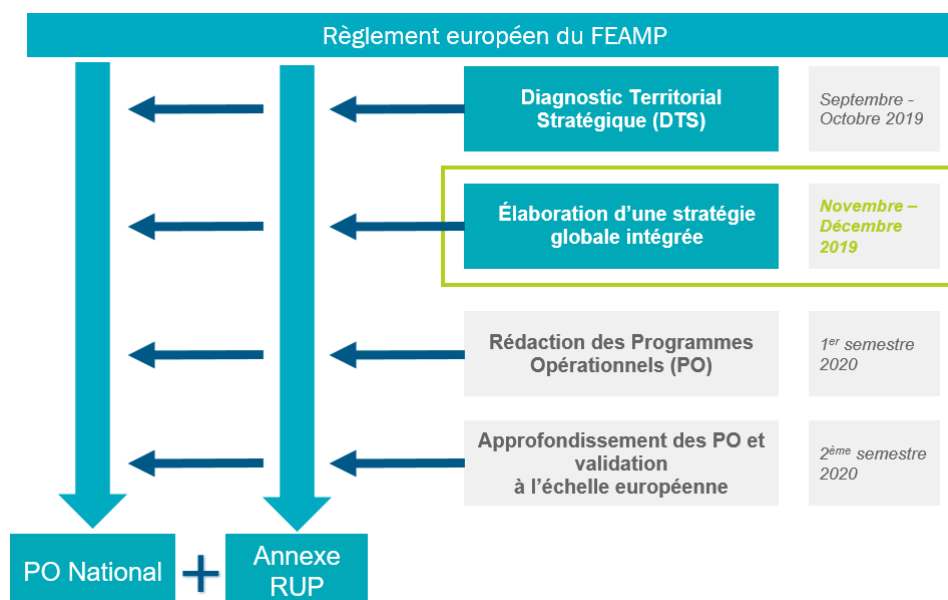 Règlement européen du FEAMP
Diagnostic Territorial
Stratégique (DTS)
Septembre -
Octobre 2019
Élaboration d’une stratégie
globale intégrée
Novembre –
Décembre
2019
Rédaction des Programmes
Opérationnels (PO)
1er semestre
2020
Approfondissement des PO et
validation
à l’échelle européenne
2ème semestre
2020
PO National
+
Annexe
RUP